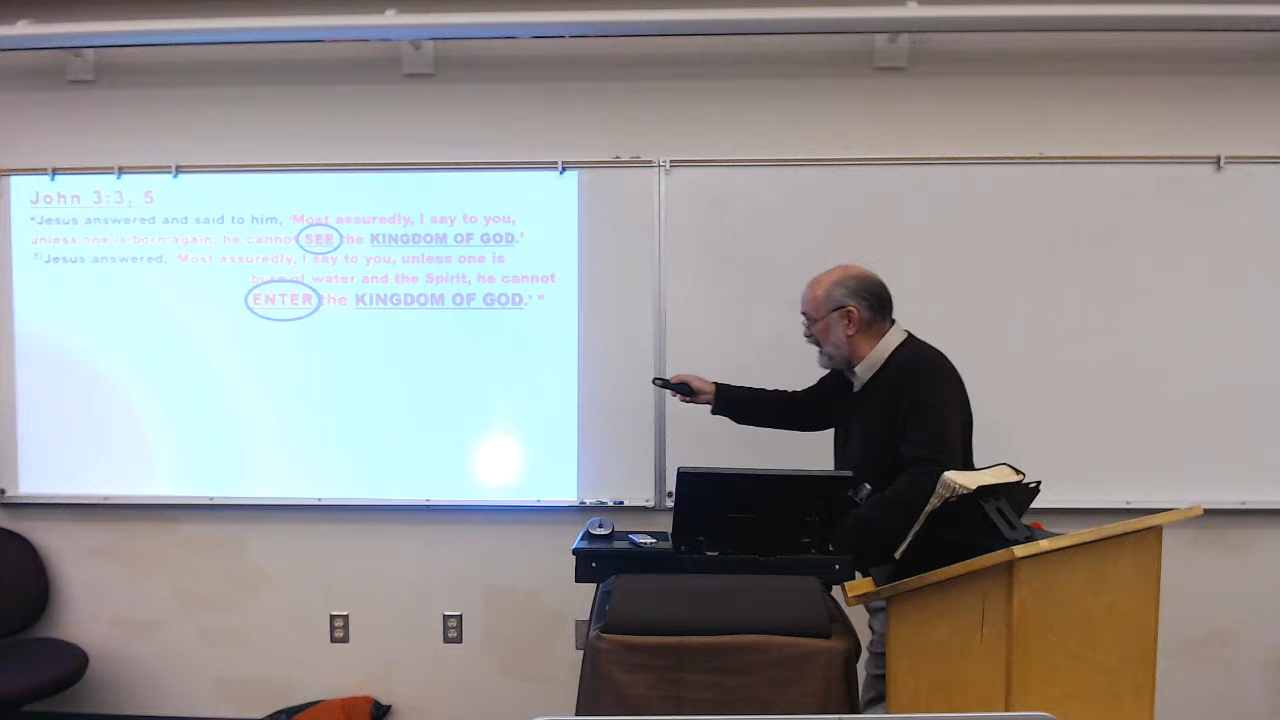 John 3:3, 5
"Jesus answered and said to him, 'Most assuredly, I say to you,
unless one is born again, he cannot SEE the KINGDOM OF GOD.'
5 Jesus answered, Most assuredly, I say to you, unless one is
born of water and the Spirit, he cannot
ENTER the KINGDOM OF GOD.' "